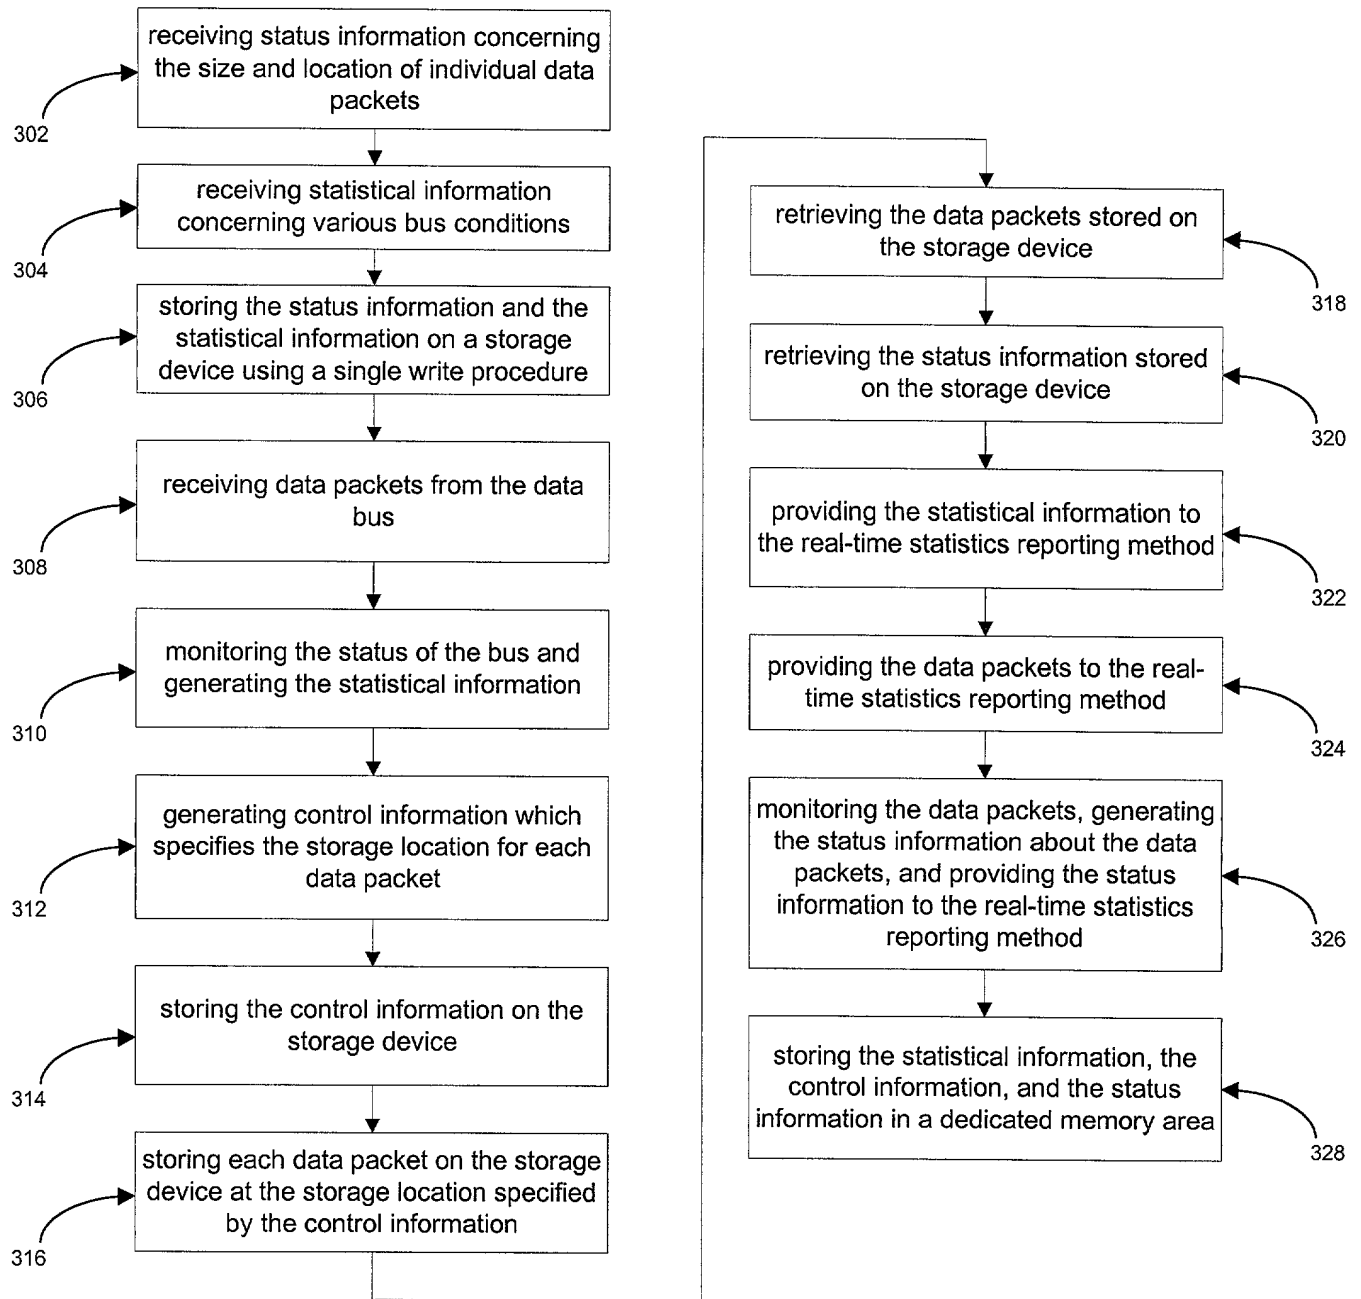 receiving status information concerning
the size and location of individual data
packets
302
receiving statistical information
concerning various bus conditions
304
storing the status information and the
statistical information on a storage
device using a single write procedure
306
receiving data packets from the data
bus
308
monitoring the status of the bus and
generating the statistical information
310
generating control information which
specifies the storage location for each
data packet
312
storing the control information on the
storage device
314
storing each data packet on the storage
device at the storage location specified
by the control information
316
retrieving the data packets stored on
the storage device
318
retrieving the status information stored
on the storage device
320
providing the statistical information to
the real-time statistics reporting method
322
providing the data packets to the real-
time statistics reporting method
324
monitoring the data packets, generating
the status information about the data
packets, and providing the status
information to the real-time statistics
reporting method
326
storing the statistical information, the
control information, and the status
information in a dedicated memory area
328